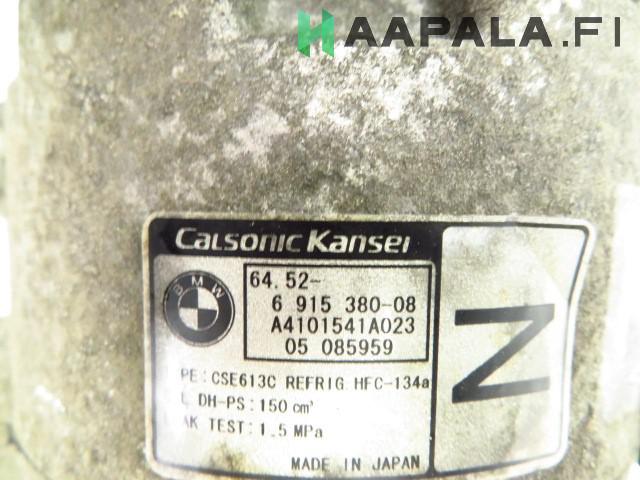 HAAPALA.FI
Calsonic Kansei
BMW
64.52-
6 915 380-08
A4101541A023
05 085959
Z
PE: CSE613C REFRIG. HFC-134a
DH-PS: 150 cm³
AK TEST: 1.5 MPa
MADE IN JAPAN